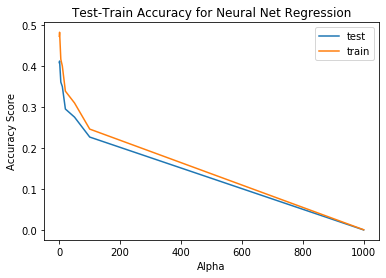 Test-Train Accuracy for Neural Net Regression
test
train
0.5
0.4
0.3
0.2
0.1
0.0
Accuracy Score
0 200 400 600 800 1000
Alpha